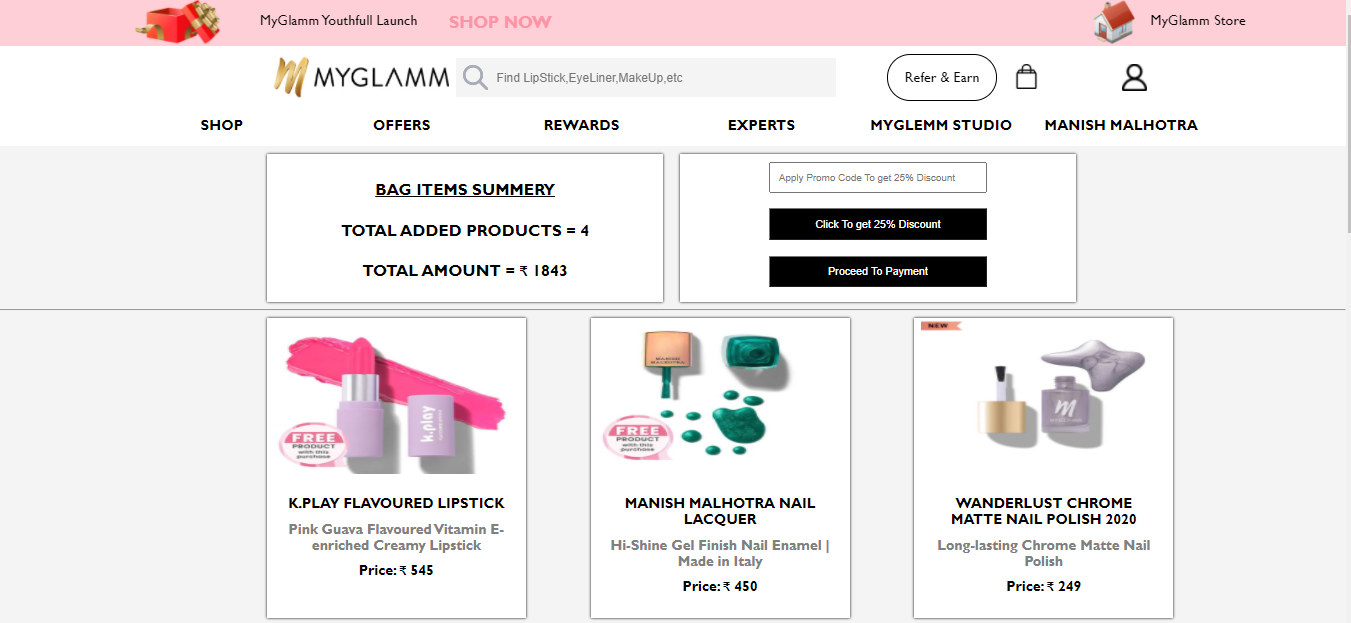 MyGlamm Youthfull Launch
SHOP NOW
MyGlamm Store
MYGLAMM
Find LipStick,EyeLiner,MakeUp,etc
Refer & Earn
SHOP
OFFERS
REWARDS
EXPERTS
MYGLEMM STUDIO
MANISH MALHOTRA
BAG ITEMS SUMMERY
TOTAL ADDED PRODUCTS = 4
TOTAL AMOUNT = ₹ 1843
Apply Promo Code To get 25% Discount
Click To get 25% Discount
Proceed To Payment
k.play
FREE
PRODUCT
with this
purchase
K.PLAY FLAVOURED LIPSTICK
Pink Guava Flavoured Vitamin E-
enriched Creamy Lipstick
Price: ₹ 545
MANISH
MALHOTRA
FREE
PRODUCT
with this
purchase
MANISH MALHOTRA NAIL
LACQUER
Hi-Shine Gel Finish Nail Enamel |
Made in Italy
Price: ₹ 450
NEW
WANDERLUST CHROME
MATTE NAIL POLISH 2020
Long-lasting Chrome Matte Nail
Polish
Price: ₹ 249